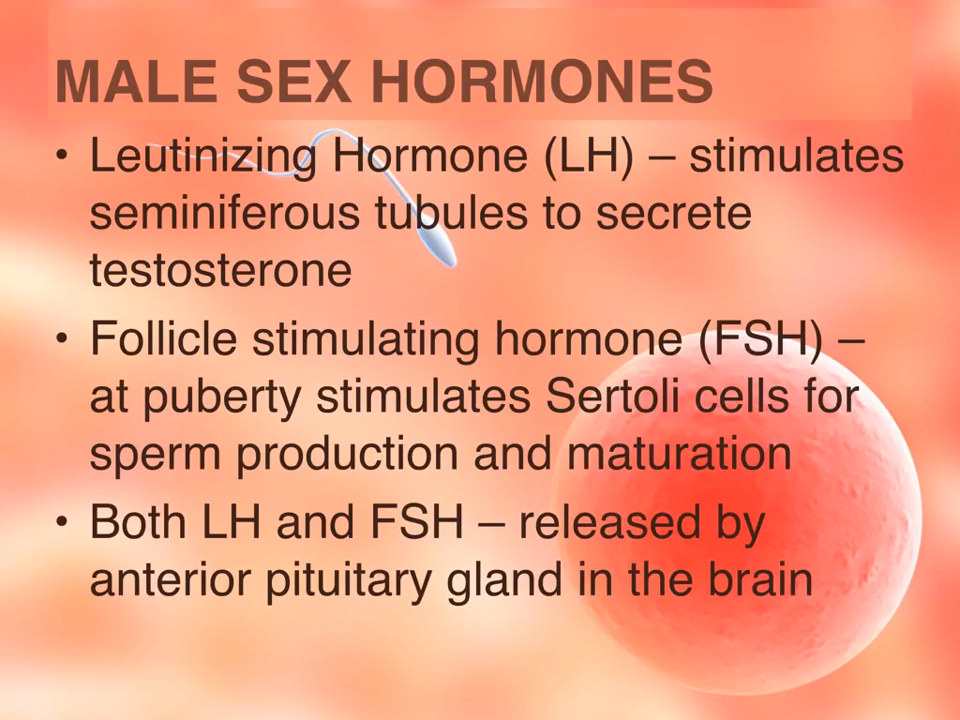 MALE SEX HORMONES
• Leutinizing Hormone (LH) – stimulates
seminiferous tubules to secrete
testosterone
• Follicle stimulating hormone (FSH) –
at puberty stimulates Sertoli cells for
sperm production and maturation
• Both LH and FSH – released by
anterior pituitary gland in the brain